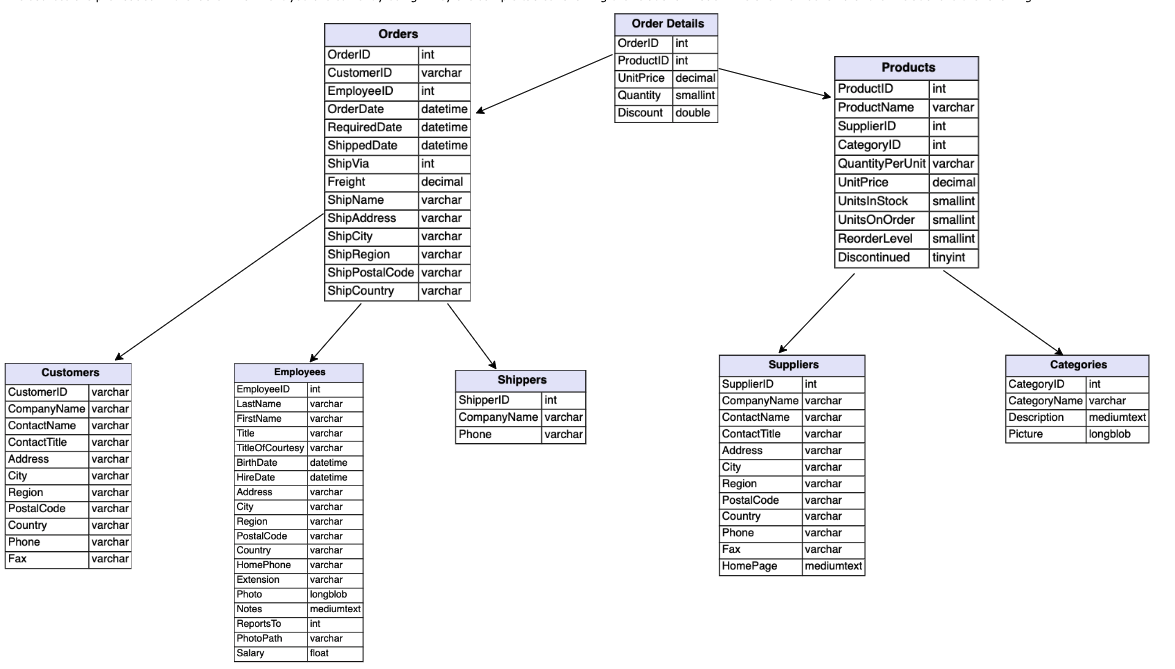 Orders
OrderID int
CustomerID varchar
EmployeeID int
OrderDate datetime
RequiredDate datetime
ShippedDate datetime
ShipVia int
Freight decimal
ShipName varchar
ShipAddress varchar
ShipCity varchar
ShipRegion varchar
ShipPostalCode varchar
ShipCountry varchar
Order Details
OrderID int
ProductID int
UnitPrice decimal
Quantity smallint
Discount double
Products
ProductID int
ProductName varchar
SupplierID int
CategoryID int
QuantityPerUnit varchar
UnitPrice decimal
UnitsInStock smallint
UnitsOnOrder smallint
ReorderLevel smallint
Discontinued tinyint
Customers
CustomerID varchar
CompanyName varchar
ContactName varchar
ContactTitle varchar
Address varchar
City varchar
Region varchar
PostalCode varchar
Country varchar
Phone varchar
Fax varchar
Employees
EmployeeID int
LastName varchar
FirstName varchar
Title varchar
TitleOfCourtesy varchar
BirthDate datetime
HireDate datetime
Address varchar
City varchar
Region varchar
PostalCode varchar
Country varchar
HomePhone varchar
Extension varchar
Photo longblob
Notes mediumtext
ReportsTo int
PhotoPath varchar
Salary float
Shippers
ShipperID int
CompanyName varchar
Phone varchar
Suppliers
SupplierID int
CompanyName varchar
ContactName varchar
ContactTitle varchar
Address varchar
City varchar
Region varchar
PostalCode varchar
Country varchar
Phone varchar
Fax varchar
HomePage mediumtext
Categories
CategoryID int
CategoryName varchar
Description mediumtext
Picture longblob